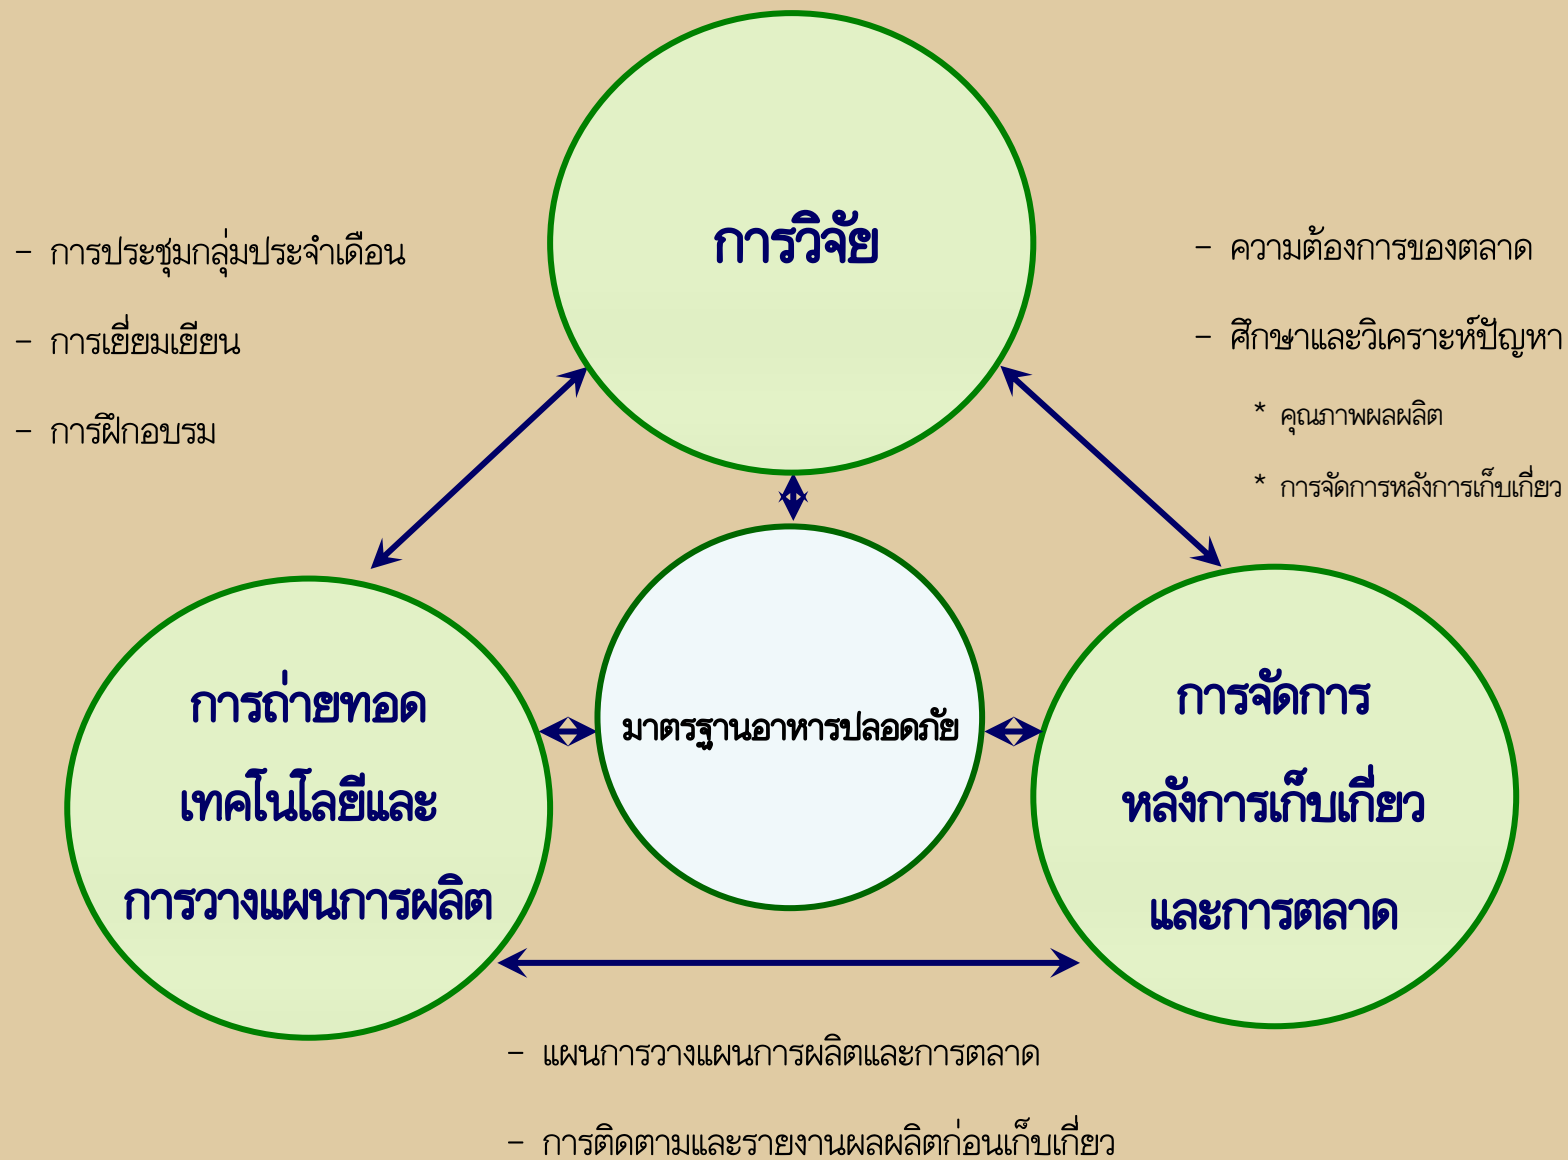 การวิจัย
- การประชุมกลุ่มประจำเดือน
- การเยี่ยมเยียน
- การฝึกอบรม
- ความต้องการของตลาด
- ศึกษาและวิเคราะห์ปัญหา
* คุณภาพผลผลิต
* การจัดการหลังการเก็บเกี่ยว
การถ่ายทอด
เทคโนโลยีและ
การวางแผนการผลิต
มาตรฐานอาหารปลอดภัย
การจัดการ
หลังการเก็บเกี่ยว
และการตลาด
- แผนการวางแผนการผลิตและการตลาด
- การติดตามและรายงานผลผลิตก่อนเก็บเกี่ยว